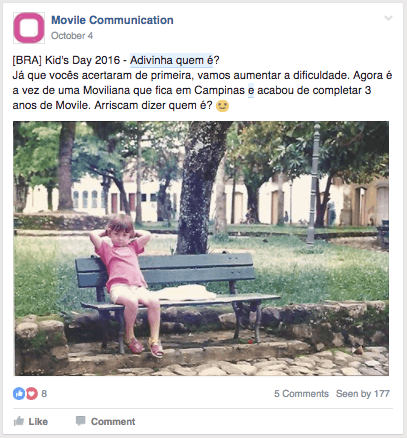 Movile Communication
October 4
[BRA] Kid's Day 2016 - Adivinha quem é?
Já que vocês acertaram de primeira, vamos aumentar a dificuldade. Agora é
a vez de uma Moviliana que fica em Campinas e acabou de completar 3
anos de Movile. Arriscam dizer quem é? 😉
8
5 Comments Seen by 177
Like Comment